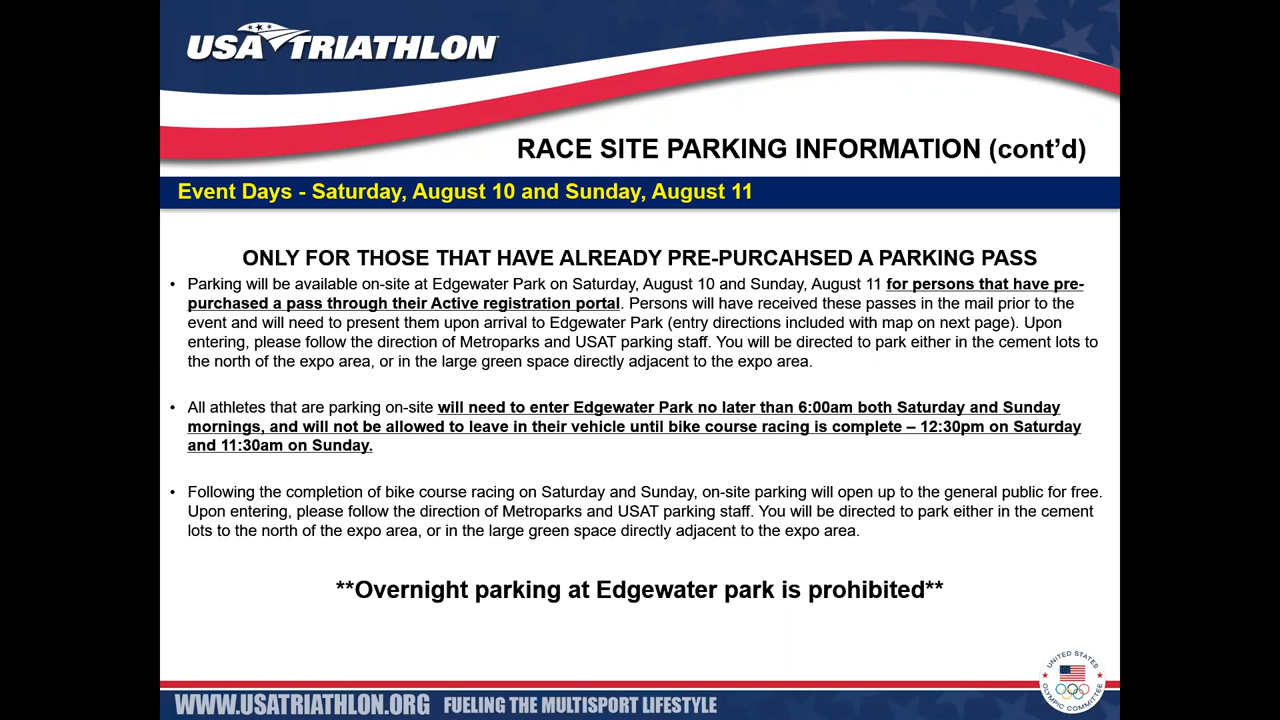 USA TRIATHLON
RACE SITE PARKING INFORMATION (cont’d)
Event Days - Saturday, August 10 and Sunday, August 11
ONLY FOR THOSE THAT HAVE ALREADY PRE-PURCAHSED A PARKING PASS
• Parking will be available on-site at Edgewater Park on Saturday, August 10 and Sunday, August 11 for persons that have pre-
purchased a pass through their Active registration portal. Persons will have received these passes in the mail prior to the
event and will need to present them upon arrival to Edgewater Park (entry directions included with map on next page). Upon
entering, please follow the direction of Metroparks and USAT parking staff. You will be directed to park either in the cement lots to
the north of the expo area, or in the large green space directly adjacent to the expo area.
• All athletes that are parking on-site will need to enter Edgewater Park no later than 6:00am both Saturday and Sunday
mornings, and will not be allowed to leave in their vehicle until bike course racing is complete – 12:30pm on Saturday
and 11:30am on Sunday.
• Following the completion of bike course racing on Saturday and Sunday, on-site parking will open up to the general public for free.
Upon entering, please follow the direction of Metroparks and USAT parking staff. You will be directed to park either in the cement
lots to the north of the expo area, or in the large green space directly adjacent to the expo area.
**Overnight parking at Edgewater park is prohibited**
UNITED STATES
OLYMPIC COMMITTEE
WWW.USATRIATHLON.ORG FUELING THE MULTISPORT LIFESTYLE